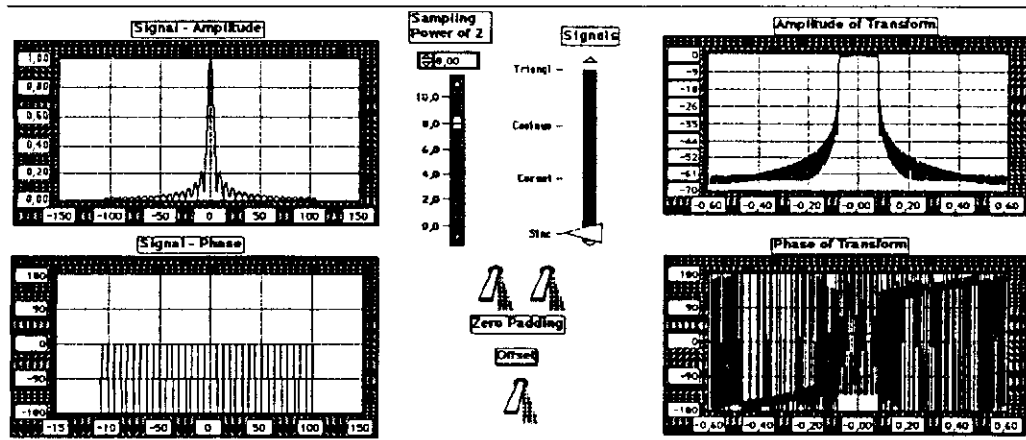 Signal - Amplitude
1,00
0,80
0,60
0,40
0,20
0,00
-150 -100 -50 0 50 100 150
Signal - Phase
180
90
0
-90
-180
-15 -10 -50 0 50 100 150
Sampling
Power of 2
8,00
10,0
8,0
6,0
4,0
2,0
0,0
Signals
Triangl
Cosinus
Carnet
Sinc
Zero Padding
Offset
Amplitude of Transform
0
-9
-18
-26
-35
-44
-52
-61
-70
-0,60 -0,40 -0,20 -0,00 0,20 0,40 0,60
Phase of Transform
180
90
0
-90
-180
-0,60 -0,40 -0,20 0,00 0,20 0,40 0,60